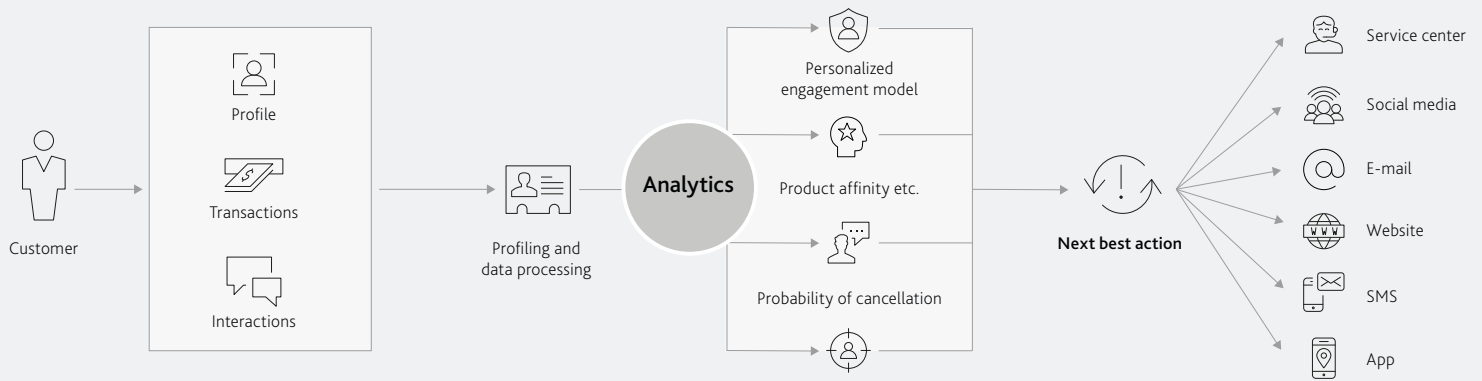 Customer
Profile
$
Transactions
Interactions
Profiling and
data processing
Analytics
Personalized
engagement model
Product affinity etc.
Probability of cancellation
Next best action
Service center
Social media
E-mail
@
Website
WWW
SMS
App